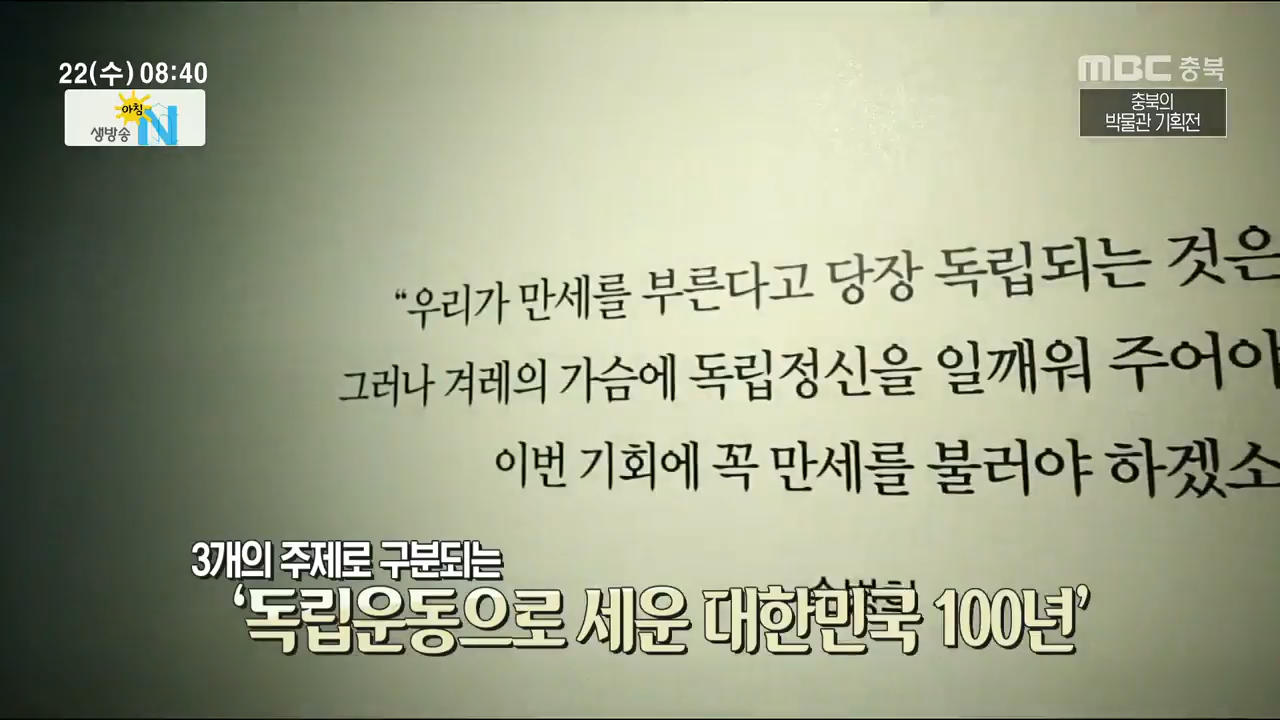 22(수) 08:40
아침
생방송 N
MBC 충북
충북의
박물관 기획전
“우리가 만세를 부른다고 당장 독립되는 것은
그러나 겨레의 가슴에 독립정신을 일깨워 주어야
이번 기회에 꼭 만세를 불러야 하겠소
3개의 주제로 구분되는
‘독립운동으로 세운 대한민국 100년’